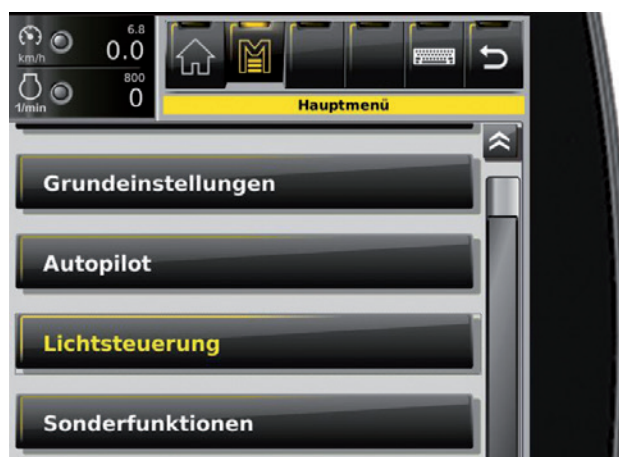 km/h
6.8
0.0
1/min
800
0
Hauptmenü
Grundeinstellungen
Autopilot
Lichtsteuerung
Sonderfunktionen